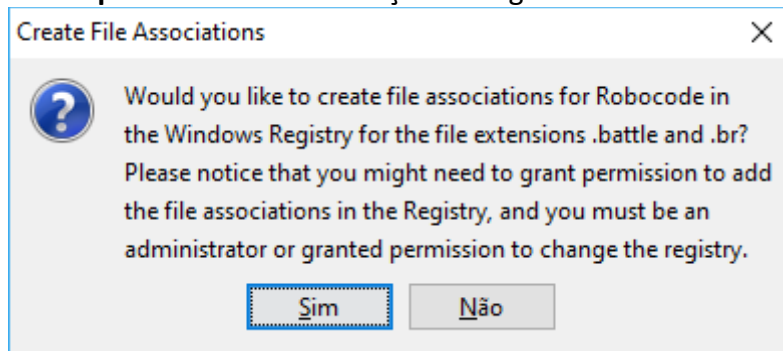 Create File Associations
Would you like to create file associations for Robocode in
the Windows Registry for the file extensions .battle and .br?
Please notice that you might need to grant permission to add
the file associations in the Registry, and you must be an
administrator or granted permission to change the registry.
Sim Não